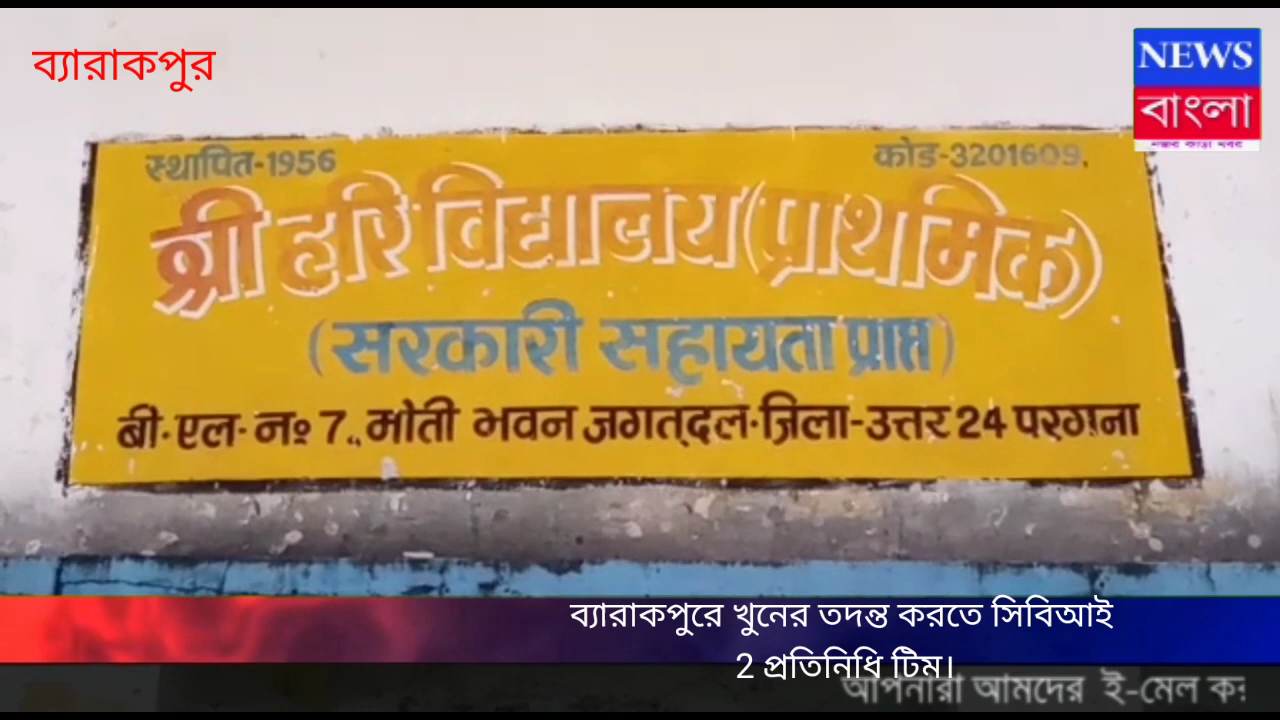 ব্যারাকপুর
NEWS
বাংলা
स्थापित-1956
कोड-3201609.
श्री हरि विद्यालय (प्राथमिक)
(सरकारी सहायता प्राप्त)
बी॰एल॰ नং 7., मोती भवन जगतदल॰ज़िला-उत्तर 24 परगना
ব্যারাকপুরে খুনের তদন্ত করতে সিবিআই
2 প্রতিনিধি টিম।
আপনারা আমদের ই-মেল